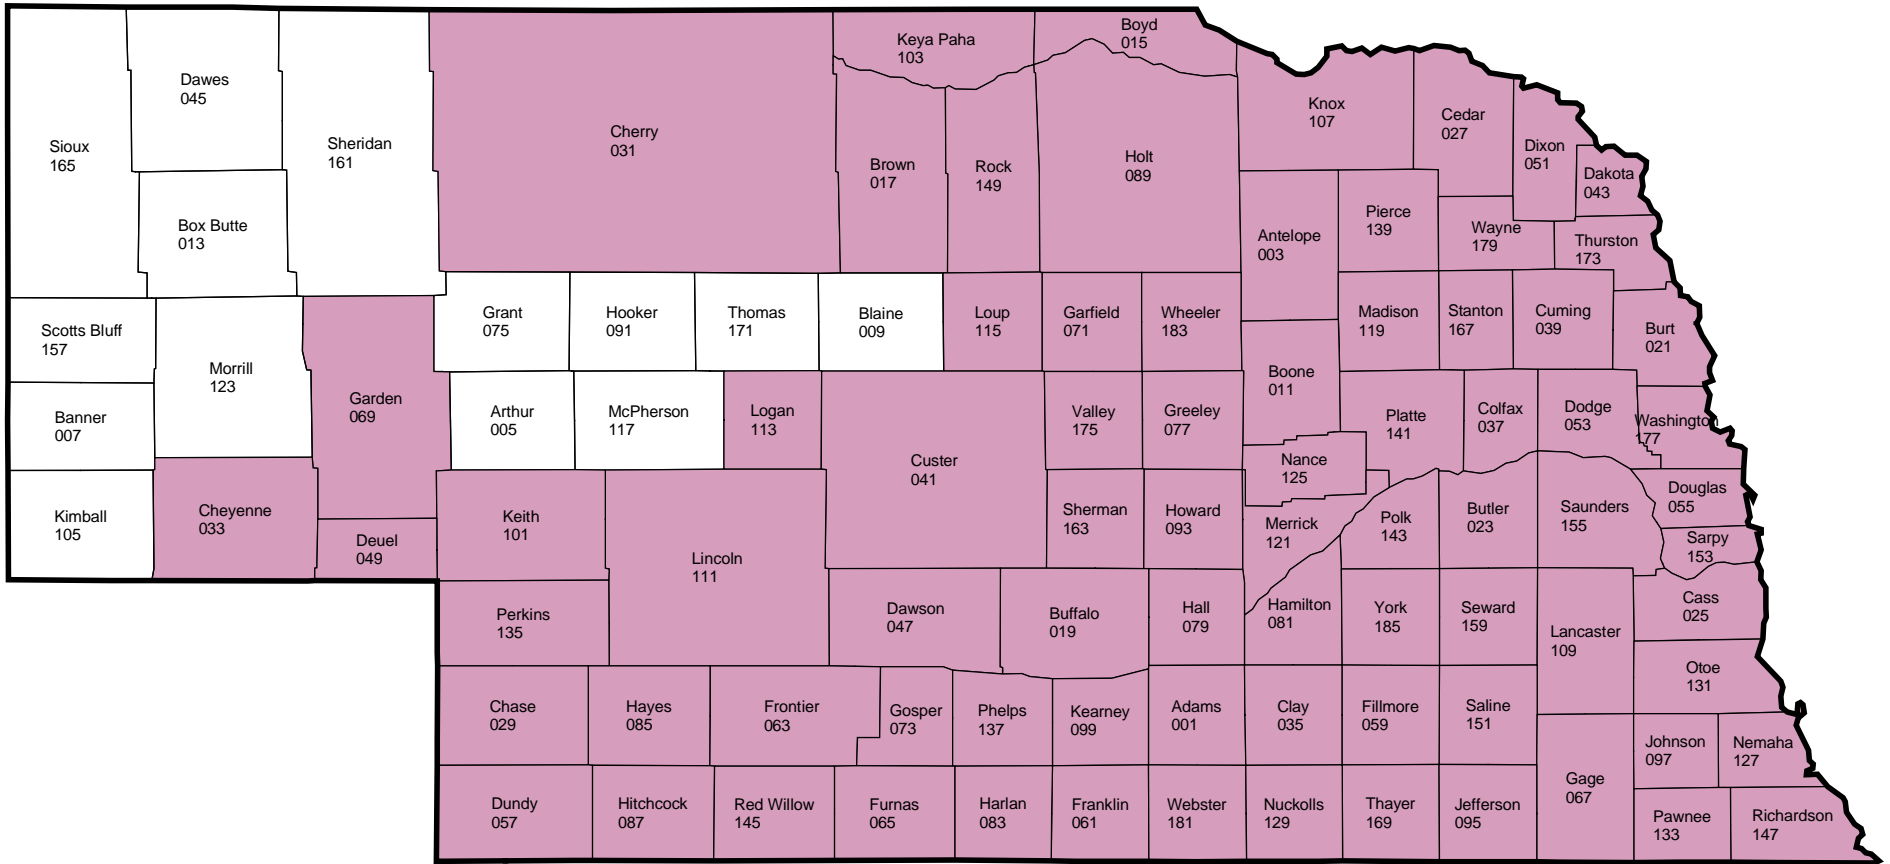 Boyd
015
Keya Paha
103
Dawes
045
Knox
107
Cedar
027
Cherry
031
Sheridan
161
Sioux
165
Dixon
051
Holt
089
Brown
017
Rock
149
Dakota
043
Pierce
139
Box Butte
013
Wayne
179
Antelope
003
Thurston
173
Grant
075
Hooker
091
Thomas
171
Blaine
009
Loup
115
Garfield
071
Wheeler
183
Madison
119
Stanton
167
Cuming
039
Scotts Bluff
157
Burt
021
Morrill
123
Boone
011
Garden
069
Banner
007
Arthur
005
McPherson
117
Logan
113
Valley
175
Greeley
077
Platte
141
Colfax
037
Dodge
053
Washington
177
Custer
041
Nance
125
Douglas
055
Kimball
105
Cheyenne
033
Keith
101
Sherman
163
Howard
093
Merrick
121
Polk
143
Butler
023
Saunders
155
Deuel
049
Sarpy
153
Lincoln
111
Perkins
135
Dawson
047
Buffalo
019
Hall
079
Hamilton
081
York
185
Seward
159
Cass
025
Lancaster
109
Otoe
131
Chase
029
Hayes
085
Frontier
063
Gosper
073
Phelps
137
Kearney
099
Adams
001
Clay
035
Fillmore
059
Saline
151
Johnson
097
Nemaha
127
Gage
067
Dundy
057
Hitchcock
087
Red Willow
145
Furnas
065
Harlan
083
Franklin
061
Webster
181
Nuckolls
129
Thayer
169
Jefferson
095
Pawnee
133
Richardson
147